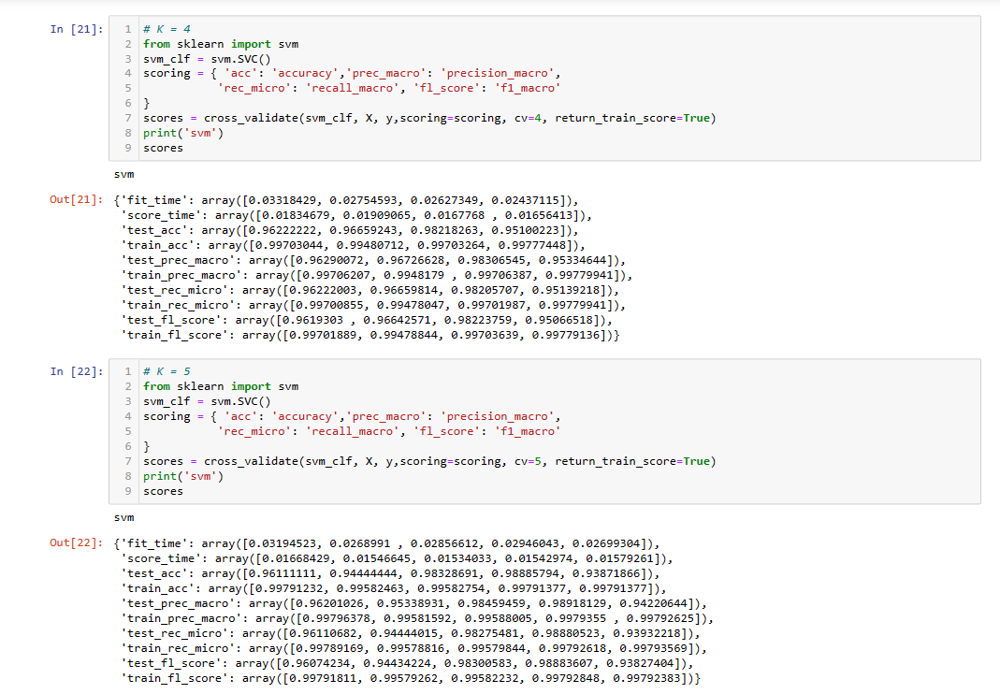 In [21]:
1 # K = 4
2 from sklearn import svm
3 svm_clf = svm.SVC()
4 scoring = { 'acc': 'accuracy','prec_macro': 'precision_macro',
5 'rec_micro': 'recall_macro', 'fl_score': 'f1_macro'
6 }
7 scores = cross_validate(svm_clf, X, y,scoring=scoring, cv=4, return_train_score=True)
8 print('svm')
9 scores
svm
Out[21]: {'fit_time': array([0.03318429, 0.02754593, 0.02627349, 0.02437115]),
'score_time': array([0.01834679, 0.01909065, 0.0167768 , 0.01656413]),
'test_acc': array([0.96222222, 0.96659243, 0.98218263, 0.95100223]),
'train_acc': array([0.99703044, 0.99480712, 0.99703264, 0.99777448]),
'test_prec_macro': array([0.96290072, 0.96726628, 0.98306545, 0.95334644]),
'train_prec_macro': array([0.99706207, 0.9948179 , 0.99706387, 0.99779941]),
'test_rec_micro': array([0.96222003, 0.96659814, 0.98205707, 0.95139218]),
'train_rec_micro': array([0.99700855, 0.99478047, 0.99701987, 0.99779941]),
'test_fl_score': array([0.9619303 , 0.96642571, 0.98223759, 0.95066518]),
'train_fl_score': array([0.99701889, 0.99478844, 0.99703639, 0.99779136])}
In [22]:
1 # K = 5
2 from sklearn import svm
3 svm_clf = svm.SVC()
4 scoring = { 'acc': 'accuracy','prec_macro': 'precision_macro',
5 'rec_micro': 'recall_macro', 'fl_score': 'f1_macro'
6 }
7 scores = cross_validate(svm_clf, X, y,scoring=scoring, cv=5, return_train_score=True)
8 print('svm')
9 scores
svm
Out[22]: {'fit_time': array([0.03194523, 0.0268991 , 0.02856612, 0.02946043, 0.02699304]),
'score_time': array([0.01668429, 0.01546645, 0.01534033, 0.01542974, 0.01579261]),
'test_acc': array([0.96111111, 0.94444444, 0.98328691, 0.98885794, 0.93871866]),
'train_acc': array([0.99791232, 0.99582463, 0.99582754, 0.99791377, 0.99791377]),
'test_prec_macro': array([0.96201026, 0.95338931, 0.98459459, 0.98918129, 0.94220644]),
'train_prec_macro': array([0.99796378, 0.99581592, 0.99588005, 0.9979355 , 0.99792625]),
'test_rec_micro': array([0.96110682, 0.94444015, 0.98275481, 0.98880523, 0.93932218]),
'train_rec_micro': array([0.99789169, 0.99578816, 0.99579844, 0.99792618, 0.99793569]),
'test_fl_score': array([0.96074234, 0.94434224, 0.98300583, 0.98883607, 0.93827404]),
'train_fl_score': array([0.99791811, 0.99579262, 0.99582232, 0.99792848, 0.99792383])}